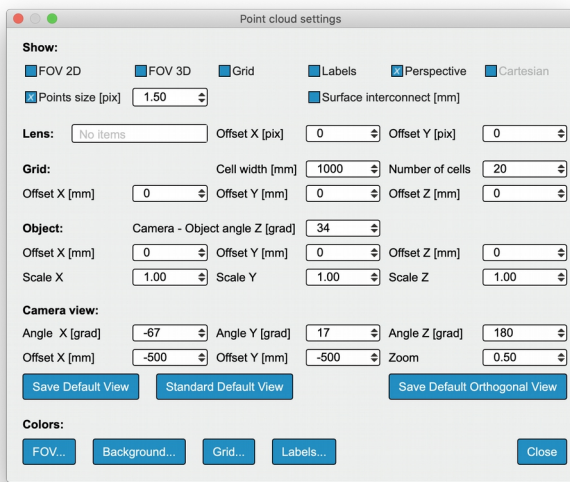 Point cloud settings
Show:
FOV 2D FOV 3D Grid Labels X Perspective Cartesian
X Points size [pix] 1.50 Surface interconnect [mm]
Lens: No items Offset X [pix] 0 Offset Y [pix] 0
Grid: Cell width [mm] 1000 Number of cells 20
Offset X [mm] 0 Offset Y [mm] 0 Offset Z [mm] 0
Object: Camera - Object angle Z [grad] 34
Offset X [mm] 0 Offset Y [mm] 0 Offset Z [mm] 0
Scale X 1.00 Scale Y 1.00 Scale Z 1.00
Camera view:
Angle X [grad] -67 Angle Y [grad] 17 Angle Z [grad] 180
Offset X [mm] -500 Offset Y [mm] -500 Zoom 0.50
Save Default View Standard Default View Save Default Orthogonal View
Colors:
FOV... Background... Grid... Labels... Close